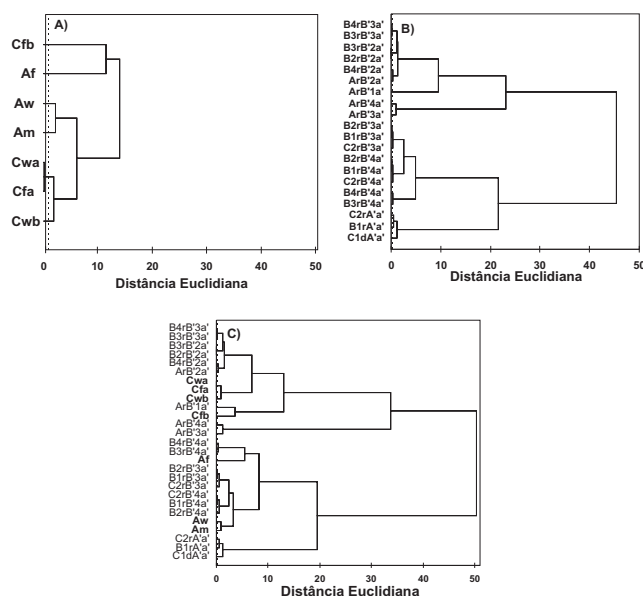 A)
Cfb
Af
Aw
Am
Cwa
Cfa
Cwb
0 10 20 30 40 50
Distância Euclidiana
B)
B4rB'3a'
B3rB'3a'
B3rB'2a'
B2rB'2a'
B4rB'2a'
ArB'2a'
ArB'1a'
ArB'4a'
ArB'3a'
B2rB'3a'
B1rB'3a'
C2rB'3a'
B2rB'4a'
B1rB'4a'
C2rB'4a'
B4rB'4a'
B3rB'4a'
C2rA'a'
B1rA'a'
C1dA'a'
0 10 20 30 40 50
Distância Euclidiana
C)
B4rB'3a'
B3rB'3a'
B3rB'2a'
B2rB'2a'
B4rB'2a'
ArB'2a'
Cwa
Cfa
Cwb
ArB'1a'
Cfb
ArB'4a'
ArB'3a'
B4rB'4a'
B3rB'4a'
Af
B2rB'3a'
B1rB'3a'
C2rB'3a'
C2rB'4a'
B1rB'4a'
B2rB'4a'
Aw
Am
C2rA'a'
B1rA'a'
C1dA'a'
0 10 20 30 40 50
Distância Euclidiana